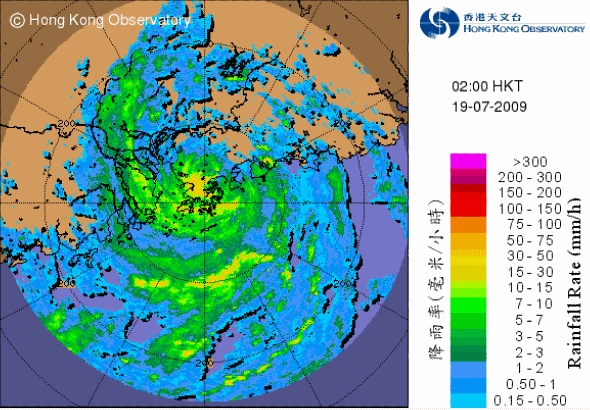 © Hong Kong Observatory
香港天文台
HONG KONG OBSERVATORY
02:00 HKT
19-07-2009
>300
200 - 300
150 - 200
100 - 150
75 - 100
50 - 75
30 - 50
15 - 30
10 - 15
7 - 10
5 - 7
3 - 5
2 - 3
1 - 2
0.50 - 1
0.15 - 0.50
降雨率(毫米/小時)
Rainfall Rate (mm/h)
200
200
200
200
200